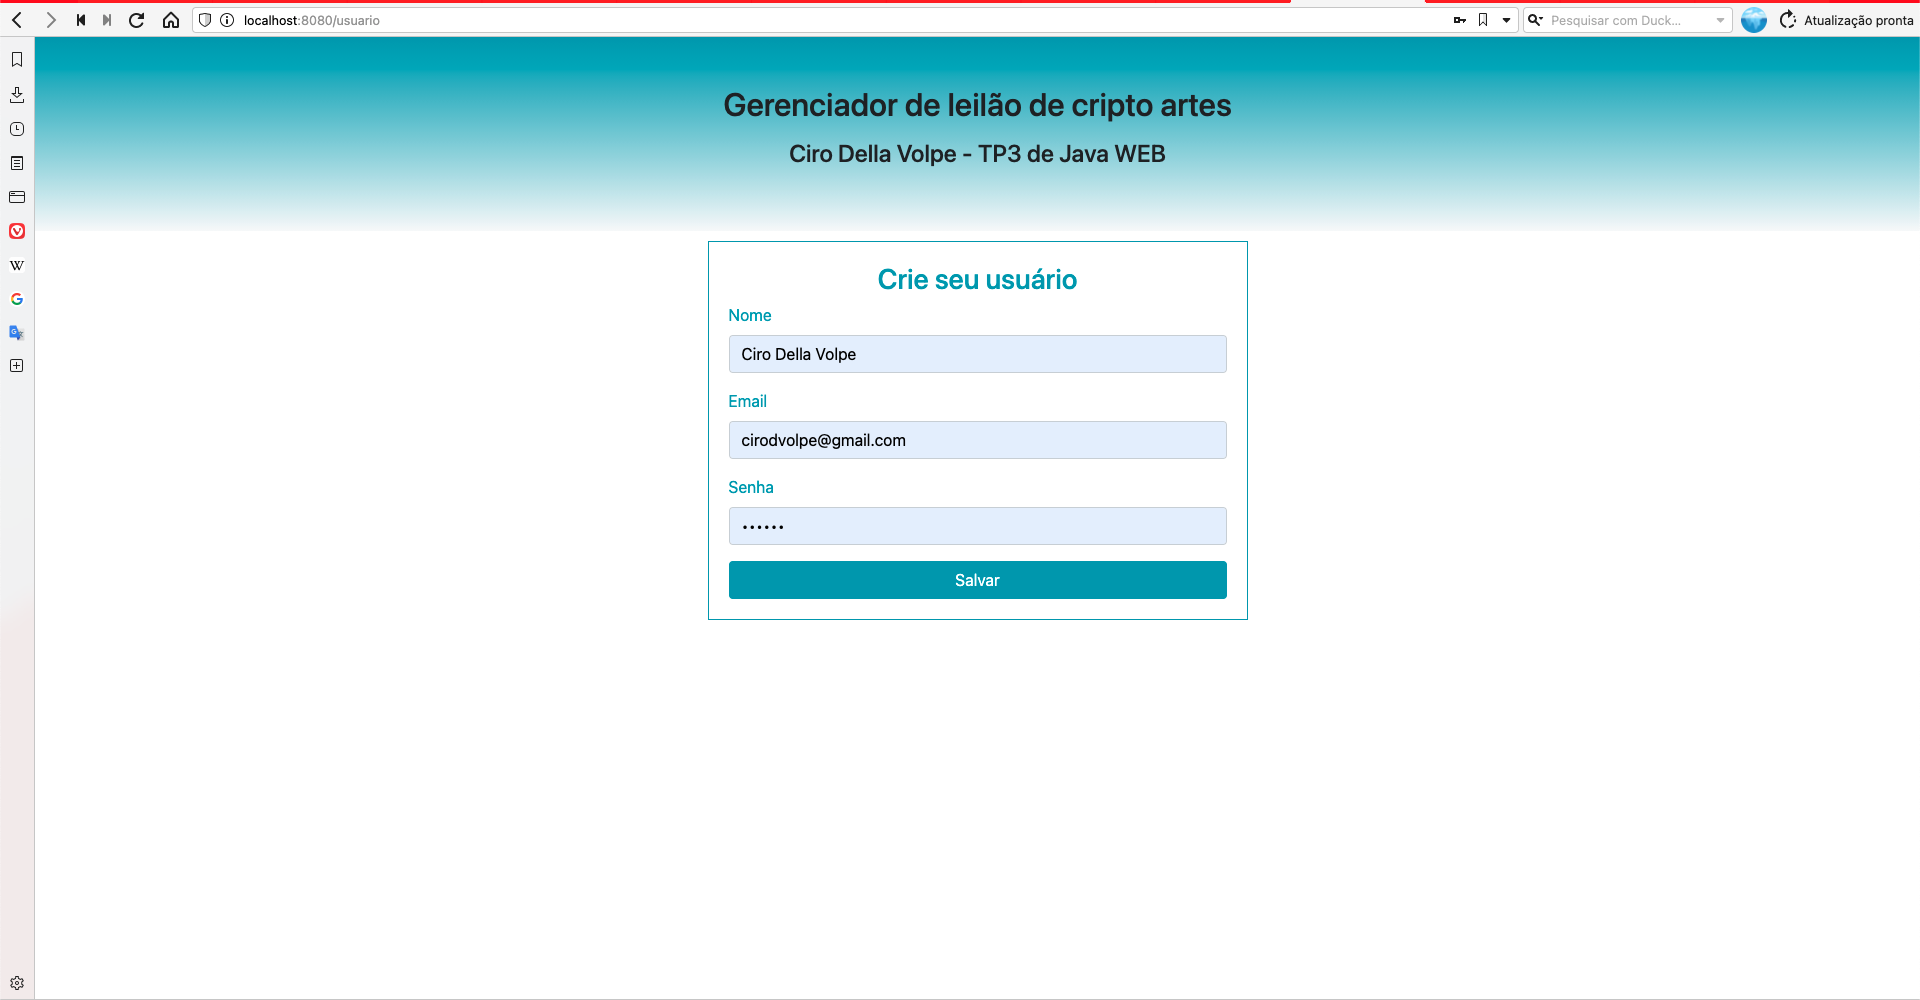 localhost:8080/usuario
Pesquisar com Duck...
Atualização pronta
Gerenciador de leilão de cripto artes
Ciro Della Volpe - TP3 de Java WEB
Crie seu usuário
Nome
Ciro Della Volpe
Email
cirodvolpe@gmail.com
Senha
••••••
Salvar
W
G